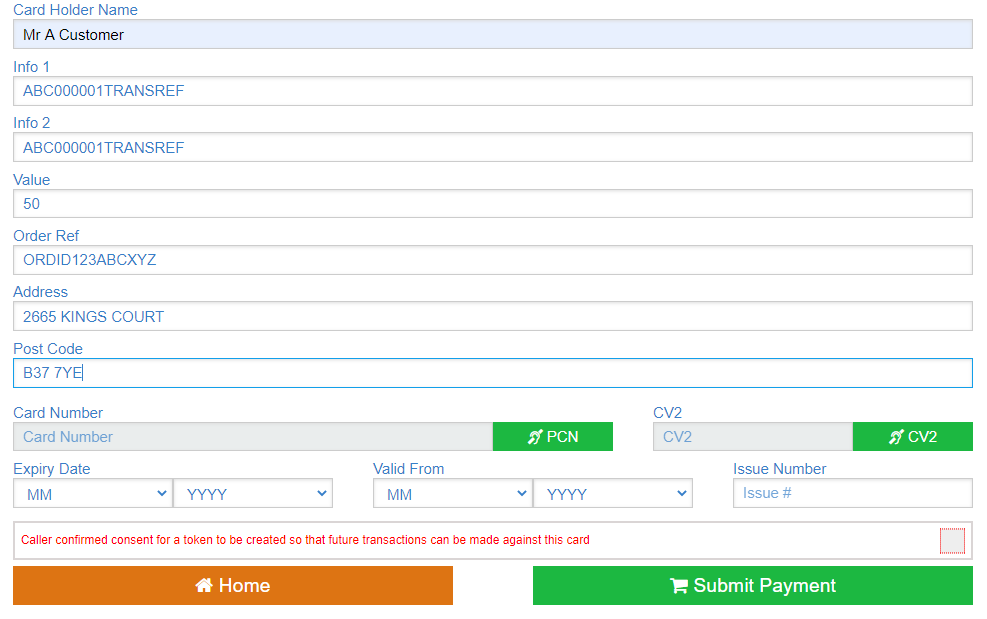 Card Holder Name
Mr A Customer
Info 1
ABC000001TRANSREF
Info 2
ABC000001TRANSREF
Value
50
Order Ref
ORDID123ABCXYZ
Address
2665 KINGS COURT
Post Code
B37 7YE
Card Number CV2
Card Number PCN CV2 CV2
Expiry Date Valid From Issue Number
MM YYYY MM YYYY Issue #
Caller confirmed consent for a token to be created so that future transactions can be made against this card
Home Submit Payment